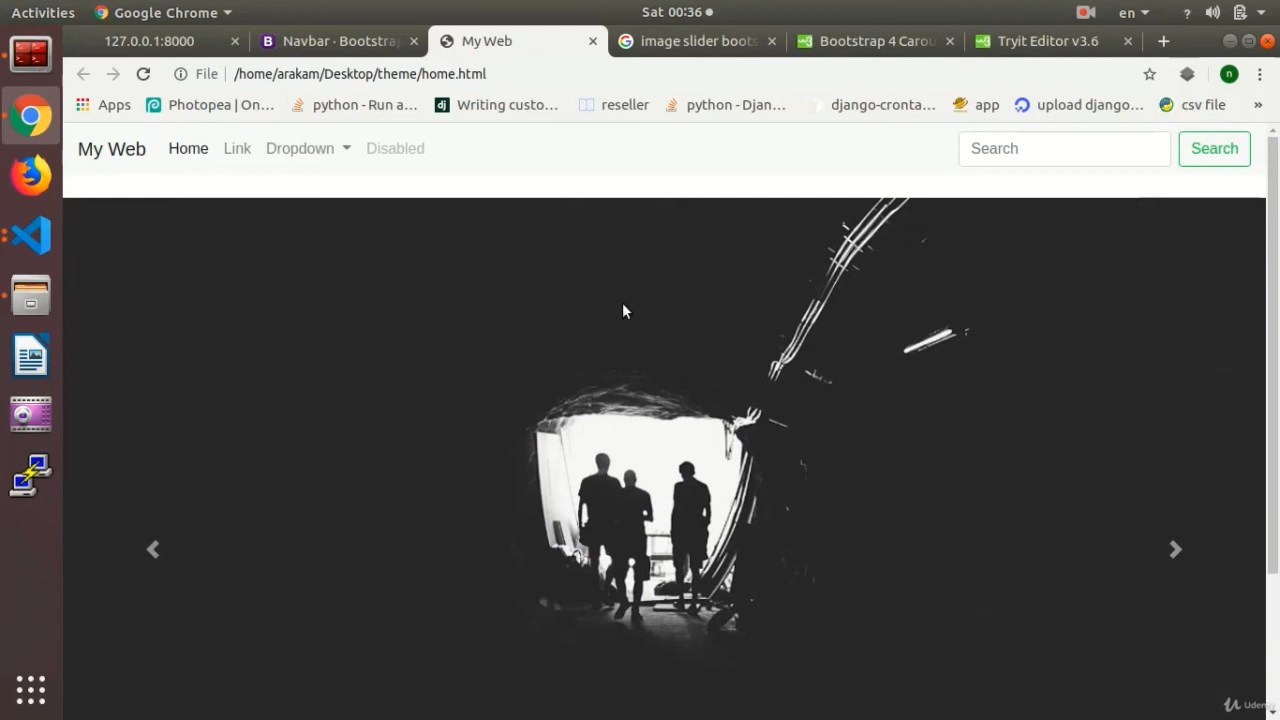 Activities Google Chrome Sat 00:36 en ?
127.0.0.1:8000 Navbar · Bootstrap My Web image slider boots Bootstrap 4 Carou Tryit Editor v3.6
File /home/arakam/Desktop/theme/home.html n
Apps Photopea | On... python - Run a... Writing custo... reseller python - Djan... django-cronta... app upload django... csv file »
My Web Home Link Dropdown Disabled Search Search
Udemy